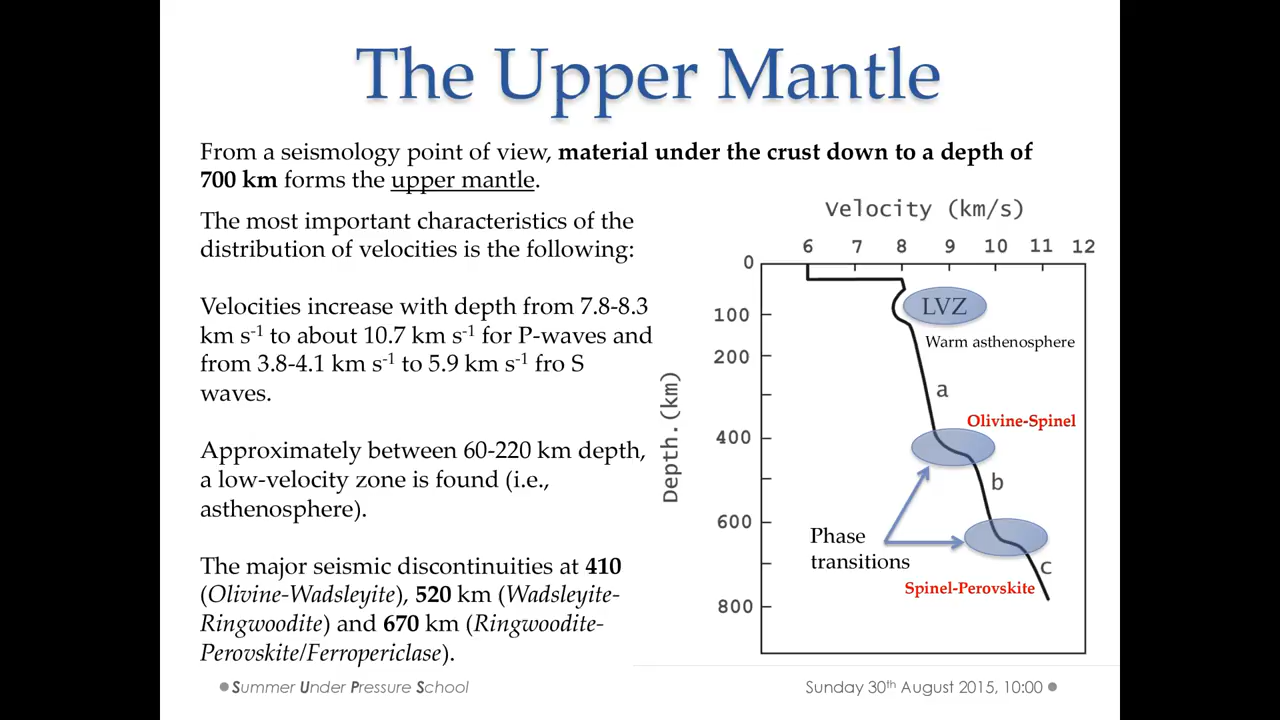 The Upper Mantle
From a seismology point of view, material under the crust down to a depth of
700 km forms the upper mantle.
The most important characteristics of the
distribution of velocities is the following:
Velocities increase with depth from 7.8-8.3
km s-1 to about 10.7 km s-1 for P-waves and
from 3.8-4.1 km s-1 to 5.9 km s-1 fro S
waves.
Approximately between 60-220 km depth,
a low-velocity zone is found (i.e.,
asthenosphere).
The major seismic discontinuities at 410
(Olivine-Wadsleyite), 520 km (Wadsleyite-
Ringwoodite) and 670 km (Ringwoodite-
Perovskite/Ferropericlase).
Velocity (km/s)
6 7 8 9 10 11 12
0
100
200
400
600
800
Depth.(km)
LVZ
Warm asthenosphere
a
Olivine-Spinel
b
Phase
transitions
c
Spinel-Perovskite
Summer Under Pressure School
Sunday 30th August 2015, 10:00